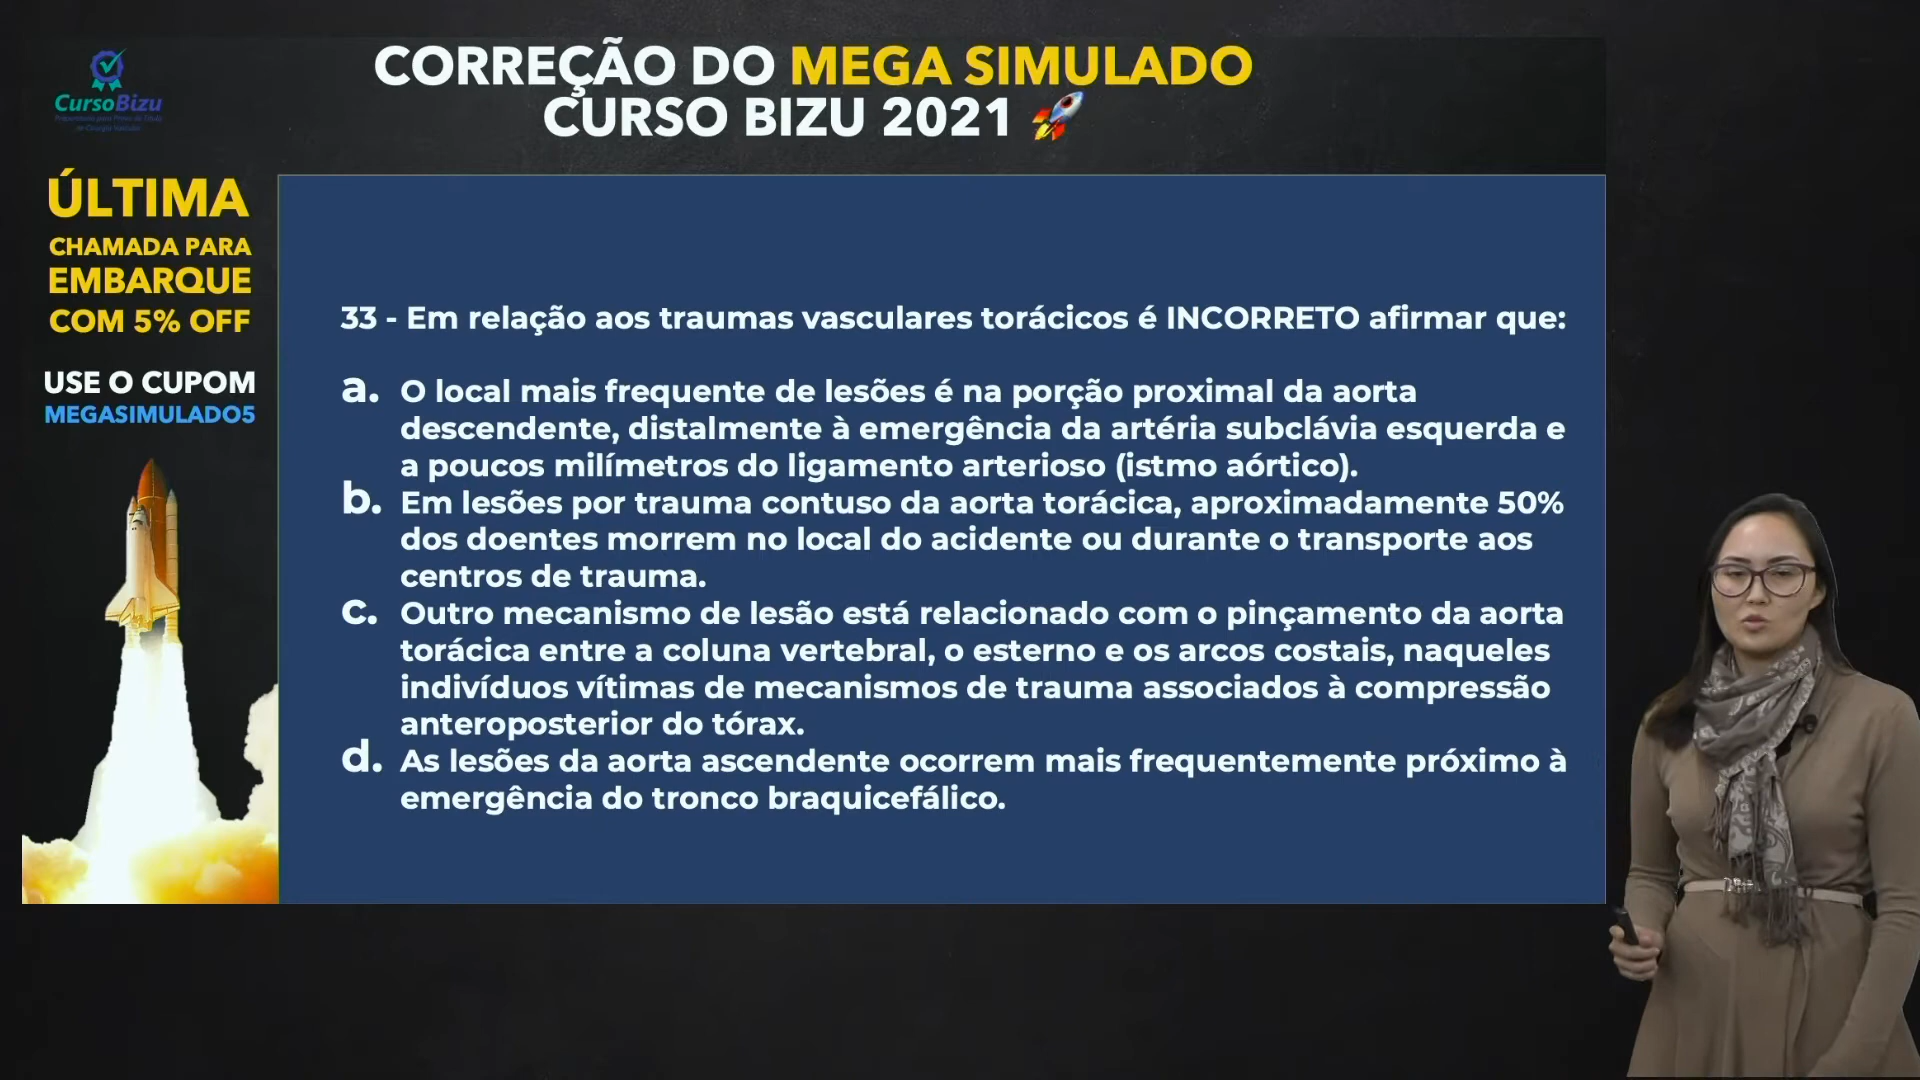 CORREÇÃO DO MEGA SIMULADO
CURSO BIZU 2021
CursoBizu
ÚLTIMA
CHAMADA PARA
EMBARQUE
COM 5% OFF
USE O CUPOM
MEGASIMULADO5
33 - Em relação aos traumas vasculares torácicos é INCORRETO afirmar que:
a. O local mais frequente de lesões é na porção proximal da aorta
descendente, distalmente à emergência da artéria subclávia esquerda e
a poucos milímetros do ligamento arterioso (istmo aórtico).
b. Em lesões por trauma contuso da aorta torácica, aproximadamente 50%
dos doentes morrem no local do acidente ou durante o transporte aos
centros de trauma.
c. Outro mecanismo de lesão está relacionado com o pinçamento da aorta
torácica entre a coluna vertebral, o esterno e os arcos costais, naqueles
indivíduos vítimas de mecanismos de trauma associados à compressão
anteroposterior do tórax.
d. As lesões da aorta ascendente ocorrem mais frequentemente próximo à
emergência do tronco braquicefálico.